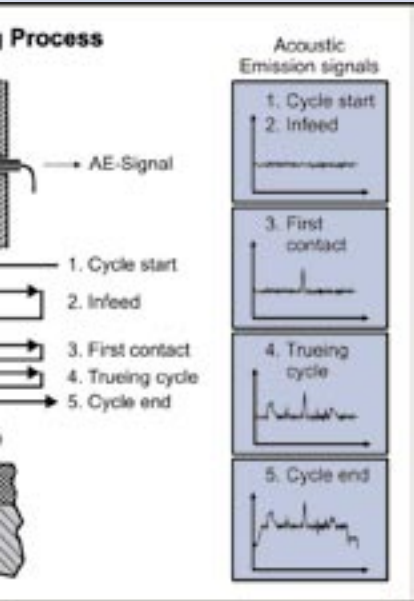 g Process
Acoustic
Emission signals
AE-Signal
1. Cycle start
2. Infeed
3. First contact
4. Trueing cycle
5. Cycle end
1. Cycle start
2. Infeed
3. First
contact
4. Trueing
cycle
5. Cycle end